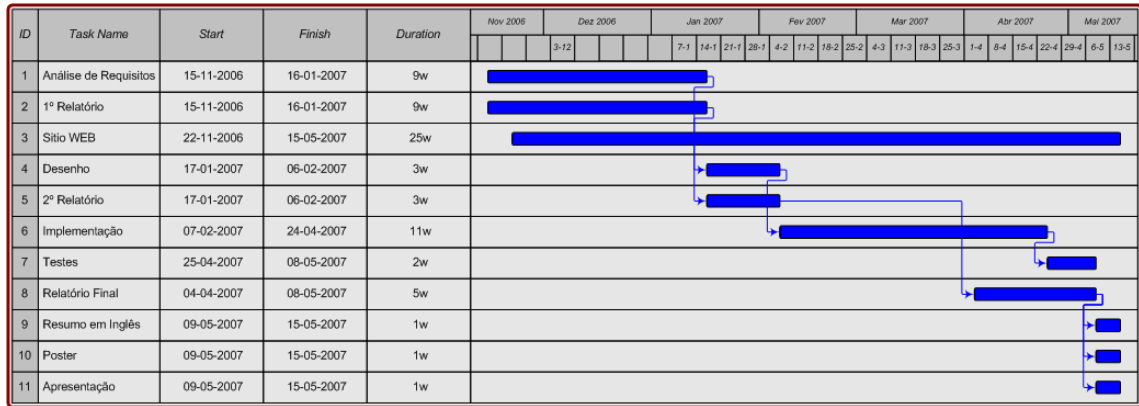 ID Task Name Start Finish Duration Nov 2006 Dez 2006 Jan 2007 Fev 2007 Mar 2007 Abr 2007 Mai 2007
3-12 7-1 14-1 21-1 28-1 4-2 11-2 18-2 25-2 4-3 11-3 18-3 25-3 1-4 8-4 15-4 22-4 29-4 6-5 13-5
1 Análise de Requisitos 15-11-2006 16-01-2007 9w
2 1º Relatório 15-11-2006 16-01-2007 9w
3 Sitio WEB 22-11-2006 15-05-2007 25w
4 Desenho 17-01-2007 06-02-2007 3w
5 2º Relatório 17-01-2007 06-02-2007 3w
6 Implementação 07-02-2007 24-04-2007 11w
7 Testes 25-04-2007 08-05-2007 2w
8 Relatório Final 04-04-2007 08-05-2007 5w
9 Resumo em Inglês 09-05-2007 15-05-2007 1w
10 Poster 09-05-2007 15-05-2007 1w
11 Apresentação 09-05-2007 15-05-2007 1w